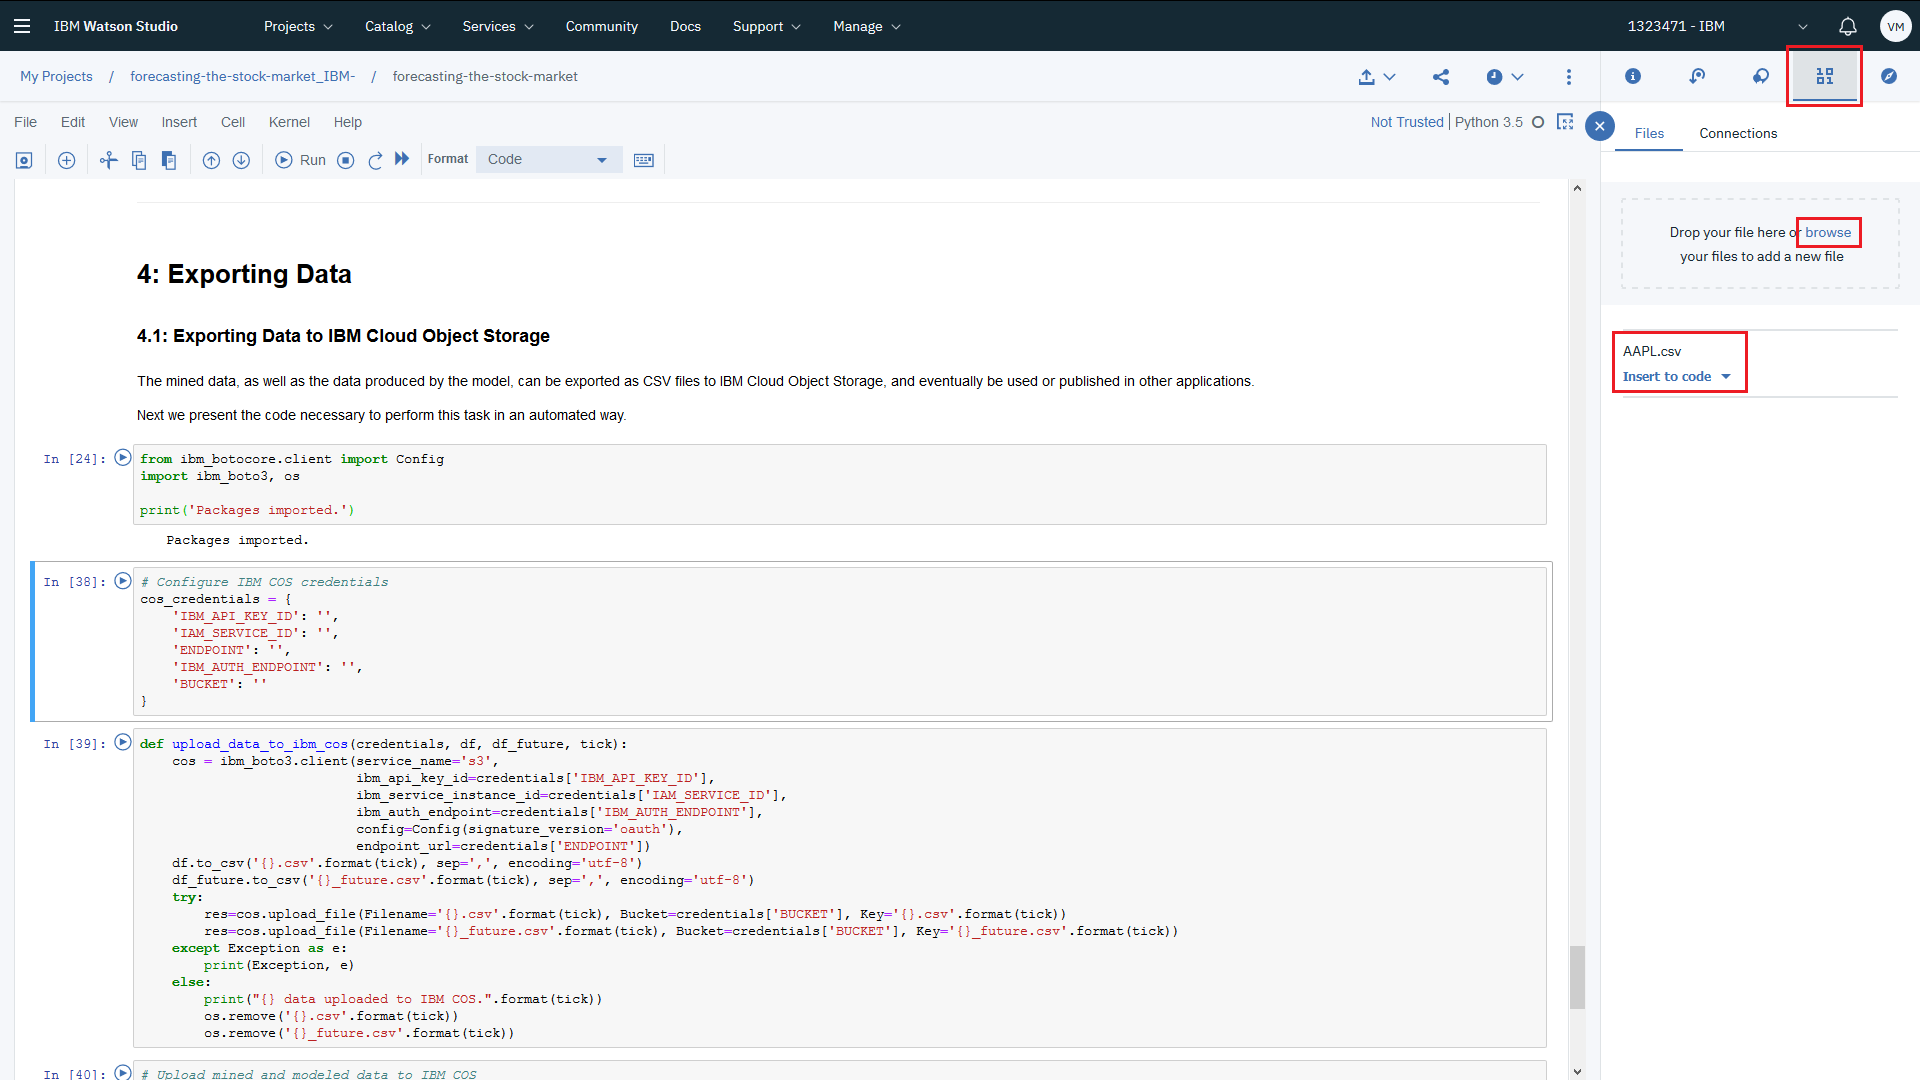 IBM Watson Studio
Projects
Catalog
Services
Community
Docs
Support
Manage
1323471 - IBM
VM
My Projects / forecasting-the-stock-market_IBM- / forecasting-the-stock-market
File Edit View Insert Cell Kernel Help
Not Trusted | Python 3.5
Run
Format
Code
Files
Connections
Drop your file here or browse
your files to add a new file
AAPL.csv
Insert to code
4: Exporting Data
4.1: Exporting Data to IBM Cloud Object Storage
The mined data, as well as the data produced by the model, can be exported as CSV files to IBM Cloud Object Storage, and eventually be used or published in other applications.
Next we present the code necessary to perform this task in an automated way.
In [24]:
from ibm_botocore.client import Config
import ibm_boto3, os
print('Packages imported.')
Packages imported.
In [38]:
# Configure IBM COS credentials
cos_credentials = {
    'IBM_API_KEY_ID': '',
    'IAM_SERVICE_ID': '',
    'ENDPOINT': '',
    'IBM_AUTH_ENDPOINT': '',
    'BUCKET': ''
}
In [39]:
def upload_data_to_ibm_cos(credentials, df, df_future, tick):
    cos = ibm_boto3.client(service_name='s3',
                           ibm_api_key_id=credentials['IBM_API_KEY_ID'],
                           ibm_service_instance_id=credentials['IAM_SERVICE_ID'],
                           ibm_auth_endpoint=credentials['IBM_AUTH_ENDPOINT'],
                           config=Config(signature_version='oauth'),
                           endpoint_url=credentials['ENDPOINT'])
    df.to_csv('{}.csv'.format(tick), sep=',', encoding='utf-8')
    df_future.to_csv('{}_future.csv'.format(tick), sep=',', encoding='utf-8')
    try:
        res=cos.upload_file(Filename='{}.csv'.format(tick), Bucket=credentials['BUCKET'], Key='{}.csv'.format(tick))
        res=cos.upload_file(Filename='{}_future.csv'.format(tick), Bucket=credentials['BUCKET'], Key='{}_future.csv'.format(tick))
    except Exception as e:
        print(Exception, e)
    else:
        print("{} data uploaded to IBM COS.".format(tick))
        os.remove('{}.csv'.format(tick))
        os.remove('{}_future.csv'.format(tick))
In [40]:
# Upload mined and modeled data to IBM COS